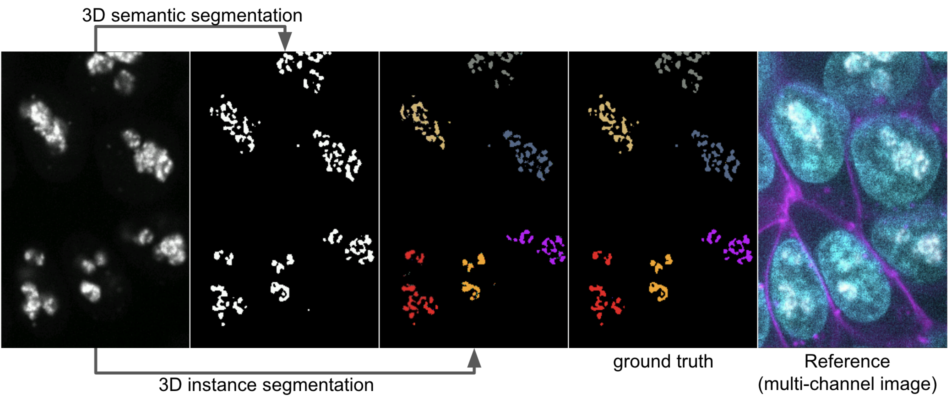 3D semantic segmentation
ground truth
Reference
(multi-channel image)
3D instance segmentation